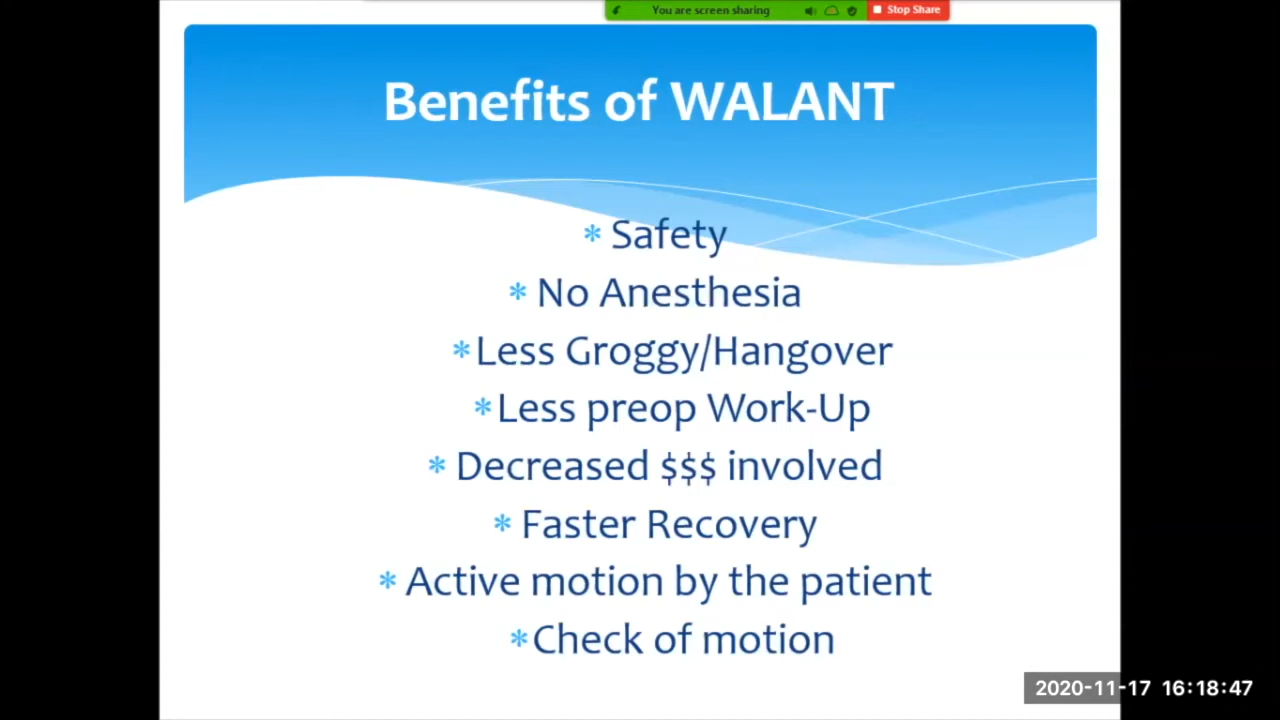 You are screen sharing
Stop Share
Benefits of WALANT
* Safety
* No Anesthesia
* Less Groggy/Hangover
* Less preop Work-Up
* Decreased $$$ involved
* Faster Recovery
* Active motion by the patient
* Check of motion
2020-11-17 16:18:47